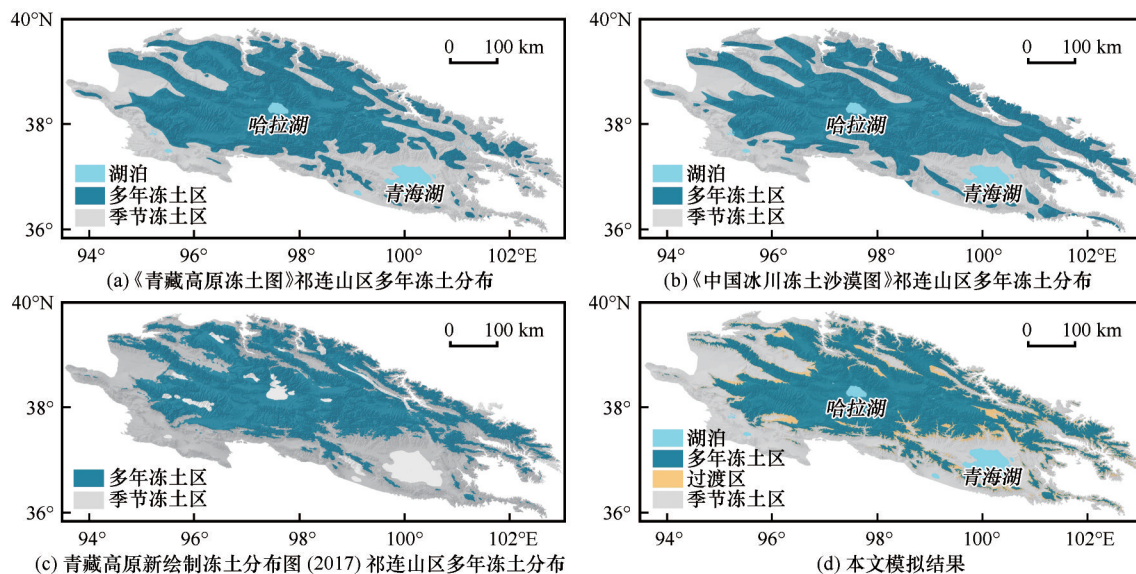 40°N
38°
36°
0 100 km
哈拉湖
青海湖
湖泊
多年冻土区
季节冻土区
94° 96° 98° 100° 102°E
(a)《青藏高原冻土图》祁连山区多年冻土分布
40°N
38°
36°
0 100 km
哈拉湖
青海湖
湖泊
多年冻土区
季节冻土区
94° 96° 98° 100° 102°E
(b)《中国冰川冻土沙漠图》祁连山区多年冻土分布
40°N
38°
36°
0 100 km
多年冻土区
季节冻土区
94° 96° 98° 100° 102°E
(c) 青藏高原新绘制冻土分布图 (2017) 祁连山区多年冻土分布
40°N
38°
36°
0 100 km
哈拉湖
青海湖
湖泊
多年冻土区
过渡区
季节冻土区
94° 96° 98° 100° 102°E
(d) 本文模拟结果